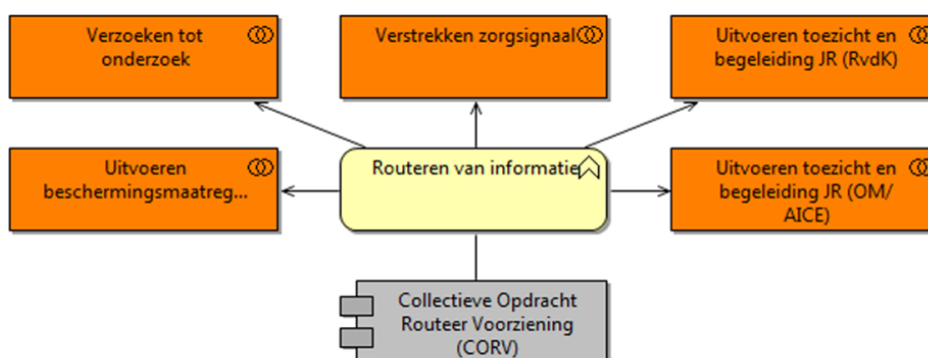 Verzoeken tot
onderzoek
Verstrekken zorgsignaal
Uitvoeren toezicht en
begeleiding JR (RvdK)
Uitvoeren
beschermingsmaatreg...
Routeren van informatie
Uitvoeren toezicht en
begeleiding JR (OM/
AICE)
Collectieve Opdracht
Routeer Voorziening
(CORV)